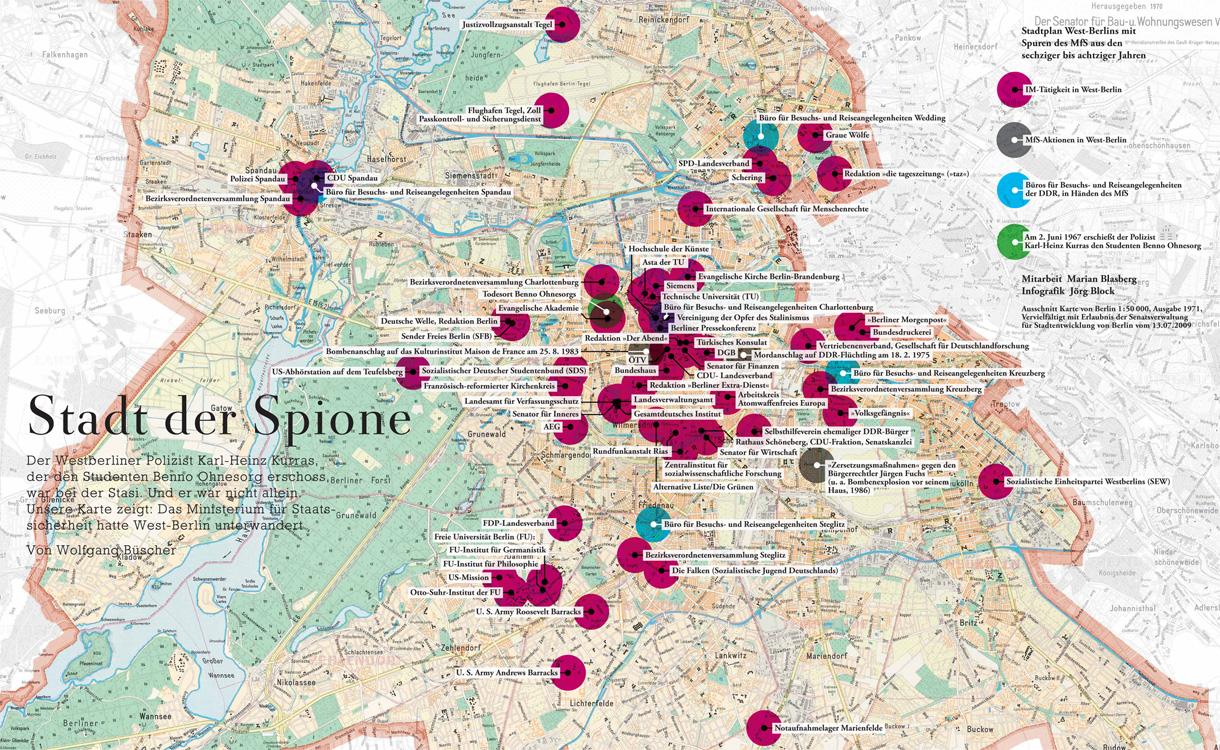 Stadt der Spione
Der Westberliner Polizist Karl-Heinz Kurras,
der den Studenten Benno Ohnesorg erschoss,
war bei der Stasi. Und er war nicht allein.
Unsere Karte zeigt: Das Ministerium für Staats-
sicherheit hatte West-Berlin unterwandert
Von Wolfgang Büscher
Herausgegeben 1970
Der Senator für Bau-u. Wohnungswesen V
Stadtplan West-Berlins mit
Spuren des MfS aus den
sechziger bis achtziger Jahren
IM-Tätigkeit in West-Berlin
MfS-Aktionen in West-Berlin
Büros für Besuchs- und Reiseangelegenheiten
der DDR, in Händen des MfS
Am 2. Juni 1967 erschießt der Polizist
Karl-Heinz Kurras den Studenten Benno Ohnesorg
Mitarbeit Marian Blasberg
Infografik Jörg Block
Ausschnitt Karte von Berlin 1:50 000, Ausgabe 1971,
Vervielfältigt mit Erlaubnis der Senatsverwaltung
für Stadtentwicklung von Berlin vom 13.07.2009
Justizvollzugsanstalt Tegel
Flughafen Tegel, Zoll
Passkontroll- und Sicherungsdienst
Büro für Besuchs- und Reiseangelegenheiten Wedding
Graue Wölfe
SPD-Landesverband
Schering
Redaktion »die tageszeitung« (»taz«)
Polizei Spandau
CDU Spandau
Büro für Besuchs- und Reiseangelegenheiten Spandau
Bezirksverordnetenversammlung Spandau
Internationale Gesellschaft für Menschenrechte
Hochschule der Künste
Asta der TU
Evangelische Kirche Berlin-Brandenburg
Bezirksverordnetenversammlung Charlottenburg
Siemens
Todesort Benno Ohnesorgs
Technische Universität (TU)
Evangelische Akademie
Büro für Besuchs- und Reiseangelegenheiten Charlottenburg
Vereinigung der Opfer des Stalinismus
Deutsche Welle, Redaktion Berlin
Berliner Pressekonferenz
»Berliner Morgenpost«
Bundesdruckerei
Sender Freies Berlin (SFB)
Redaktion »Der Abend«
Türkisches Konsulat
Vertriebenenverband, Gesellschaft für Deutschlandforschung
Bombenanschlag auf das Kulturinstitut Maison de France am 25. 8. 1983
ÖTV
DGB
Mordanschlag auf DDR-Flüchtling am 18. 2. 1975
US-Abhörstation auf dem Teufelsberg
Sozialistischer Deutscher Studentenbund (SDS)
Bundeshaus
Senator für Finanzen
CDU- Landesverband
Büro für Besuchs- und Reiseangelegenheiten Kreuzberg
Französisch-reformierter Kirchenkreis
Redaktion »Berliner Extra-Dienst«
Bezirksverordnetenversammlung Kreuzberg
Landesamt für Verfassungsschutz
Landesverwaltungsamt
Arbeitskreis
Atomwaffenfreies Europa
Senator für Inneres
Gesamtdeutsches Institut
»Volksgefängnis«
AEG
Selbsthilfeverein ehemaliger DDR-Bürger
Rathaus Schöneberg, CDU-Fraktion, Senatskanzlei
Rundfunkanstalt Rias
Senator für Wirtschaft
Zentralinstitut für
sozialwissenschaftliche Forschung
Alternative Liste/Die Grünen
»Zersetzungsmaßnahmen« gegen den
Bürgerrechtler Jürgen Fuchs
(u. a. Bombenexplosion vor seinem
Haus, 1986)
Sozialistische Einheitspartei Westberlins (SEW)
FDP-Landesverband
Büro für Besuchs- und Reiseangelegenheiten Steglitz
Freie Universität Berlin (FU):
FU-Institut für Germanistik
FU-Institut für Philosophie
Bezirksverordnetenversammlung Steglitz
Die Falken (Sozialistische Jugend Deutschlands)
US-Mission
Otto-Suhr-Institut der FU
U. S. Army Roosevelt Barracks
U. S. Army Andrews Barracks
Notaufnahmelager Marienfelde
Reinickendorf
Pankow
Heinersdorf
Falkenhagen
Haselhorst
Siemensstadt
Spandau
Staaken
Seeburg
Gatow
Grunewald
Schmargendorf
Friedenau
Treptow
Baumschulenweg
Zehlendorf
Lankwitz
Mariendorf
Britz
Johannisthal
Nikolassee
Wannsee
Lichterfelde
Buckow
Rudow